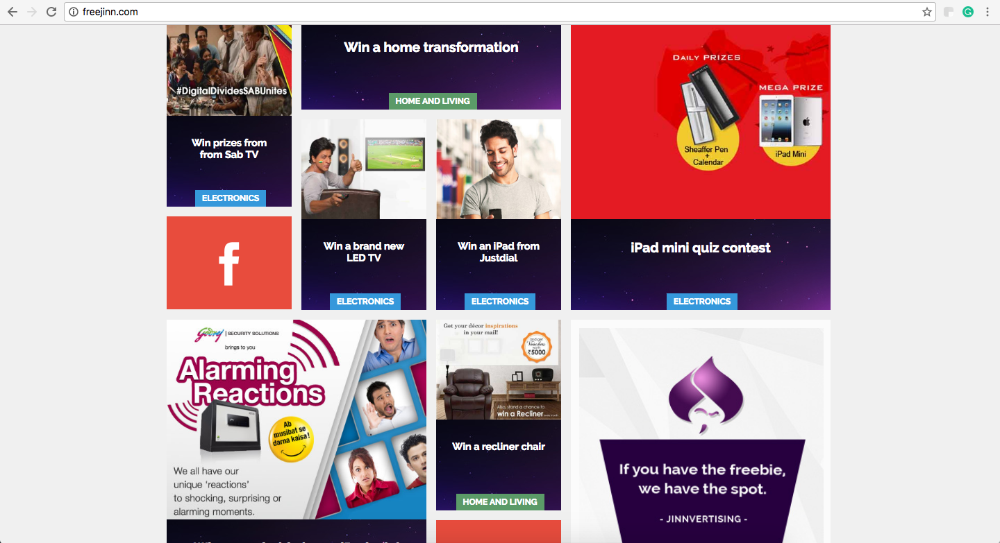 freejinn.com
#DigitalDividesSABUnites
Win prizes from
from Sab TV
ELECTRONICS
f
Win a home transformation
HOME AND LIVING
Win a brand new
LED TV
ELECTRONICS
Win an iPad from
Justdial
ELECTRONICS
DAILY PRIZES
MEGA PRIZE
Sheaffer Pen
+
Calendar
iPad Mini
iPad mini quiz contest
ELECTRONICS
Godrej | SECURITY SOLUTIONS
brings to you
Alarming
Reactions
Ab
musibat se
darna kaisa!
We all have our
unique ‘reactions’
to shocking, surprising or
alarming moments.
Get your décor inspirations
in your mail!
and get
Vouchers
worth
₹5000
Also, stand a chance to
win a Recliner every month
Win a recliner chair
HOME AND LIVING
If you have the freebie,
we have the spot.
- JINNVERTISING -